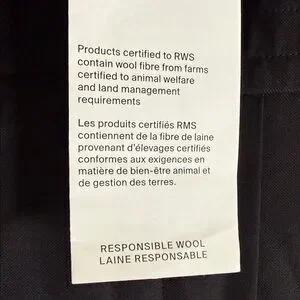 Products certified to RWS
contain wool fibre from farms
certified to animal welfare
and land management
requirements
Les produits certifiés RMS
contiennent de la fibre de laine
provenant d'élevages certifiés
conformes aux exigences en
matière de bien-être animal et
de gestion des terres.
RESPONSIBLE WOOL
LAINE RESPONSABLE